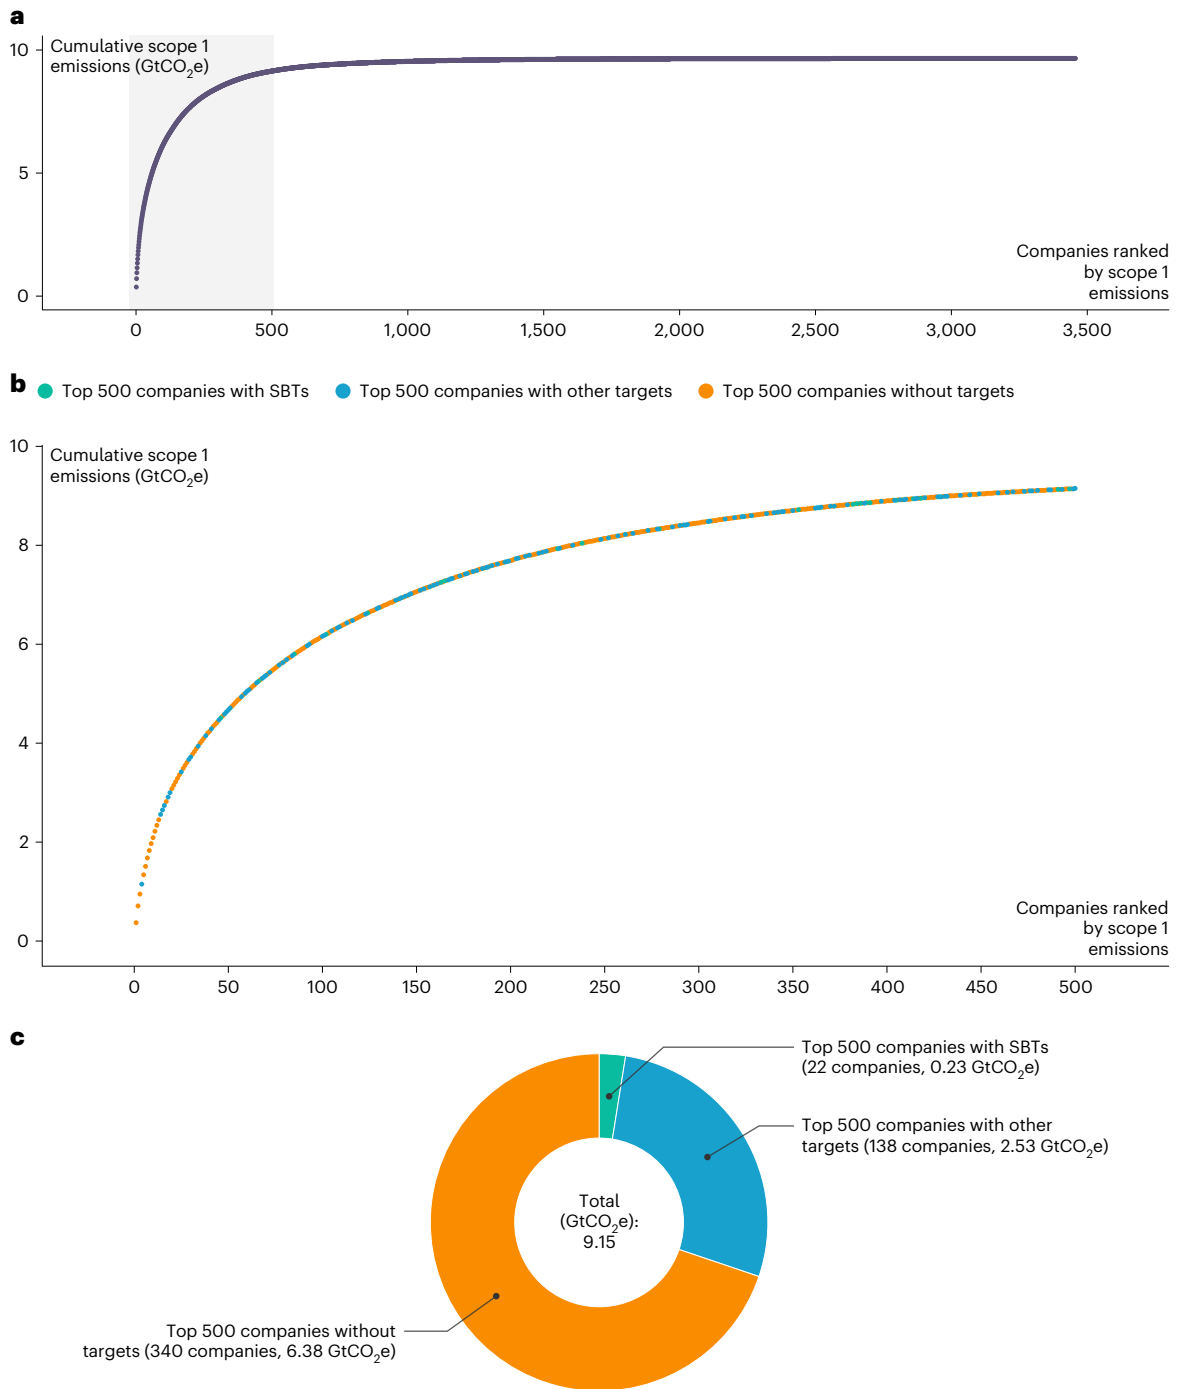 a
Cumulative scope 1
emissions (GtCO₂e)
10
5
0
Companies ranked
by scope 1
emissions
0 500 1,000 1,500 2,000 2,500 3,000 3,500
b
Top 500 companies with SBTs Top 500 companies with other targets Top 500 companies without targets
Cumulative scope 1
emissions (GtCO₂e)
10
8
6
4
2
0
Companies ranked
by scope 1
emissions
0 50 100 150 200 250 300 350 400 450 500
c
Top 500 companies with SBTs
(22 companies, 0.23 GtCO₂e)
Top 500 companies with other
targets (138 companies, 2.53 GtCO₂e)
Total
(GtCO₂e):
9.15
Top 500 companies without
targets (340 companies, 6.38 GtCO₂e)